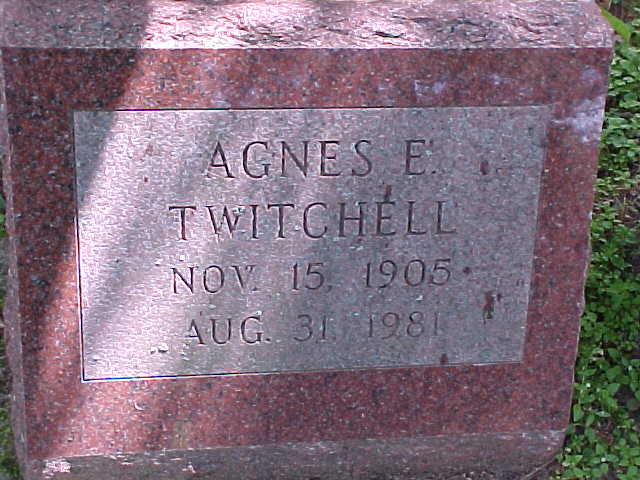 AGNES E.
TWITCHELL
NOV. 15, 1905
AUG. 31, 1981